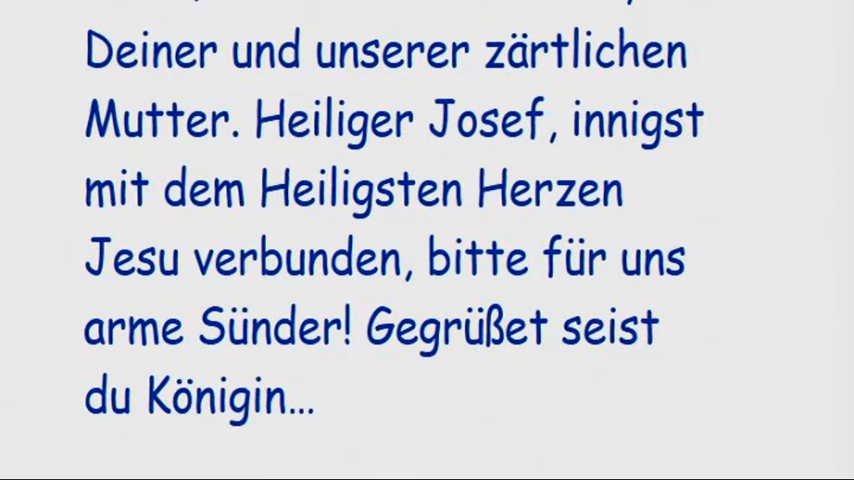 Deiner und unserer zärtlichen
Mutter. Heiliger Josef, innigst
mit dem Heiligsten Herzen
Jesu verbunden, bitte für uns
arme Sünder! Gegrüßet seist
du Königin...